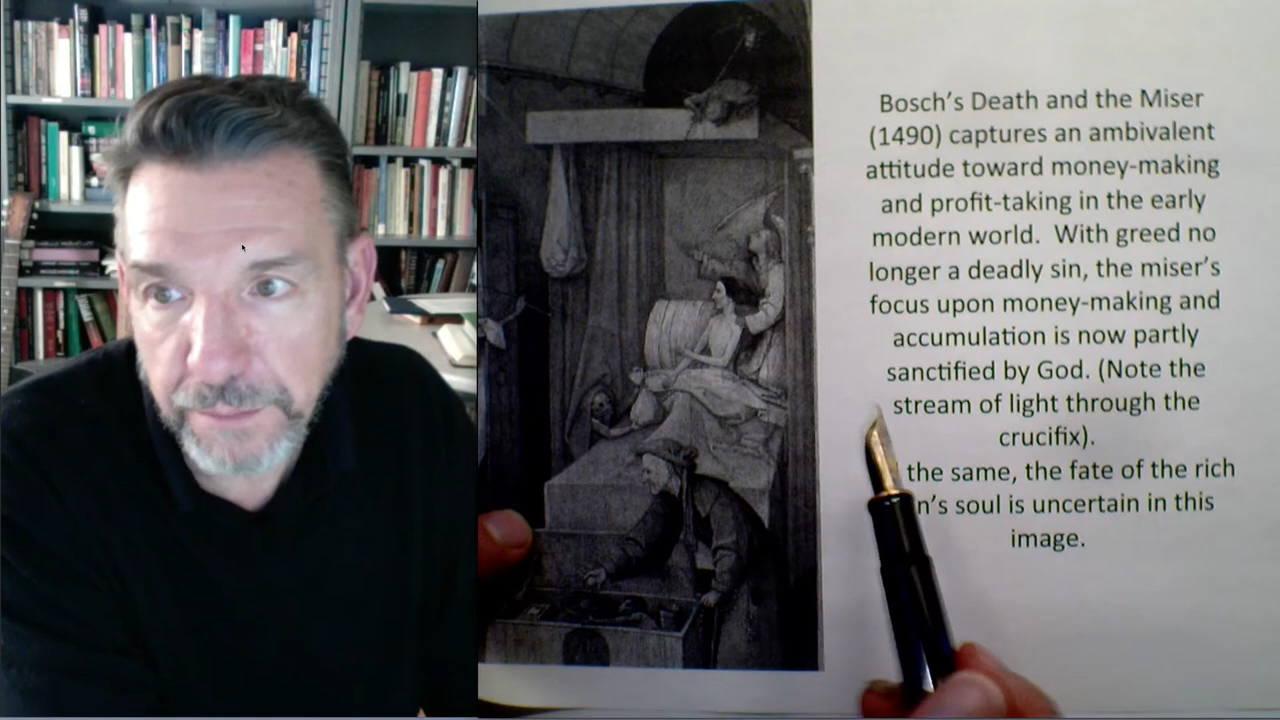 Bosch's Death and the Miser
(1490) captures an ambivalent
attitude toward money-making
and profit-taking in the early
modern world.  With greed no
longer a deadly sin, the miser's
focus upon money-making and
accumulation is now partly
sanctified by God. (Note the
stream of light through the
crucifix).
the same, the fate of the rich
n's soul is uncertain in this
image.